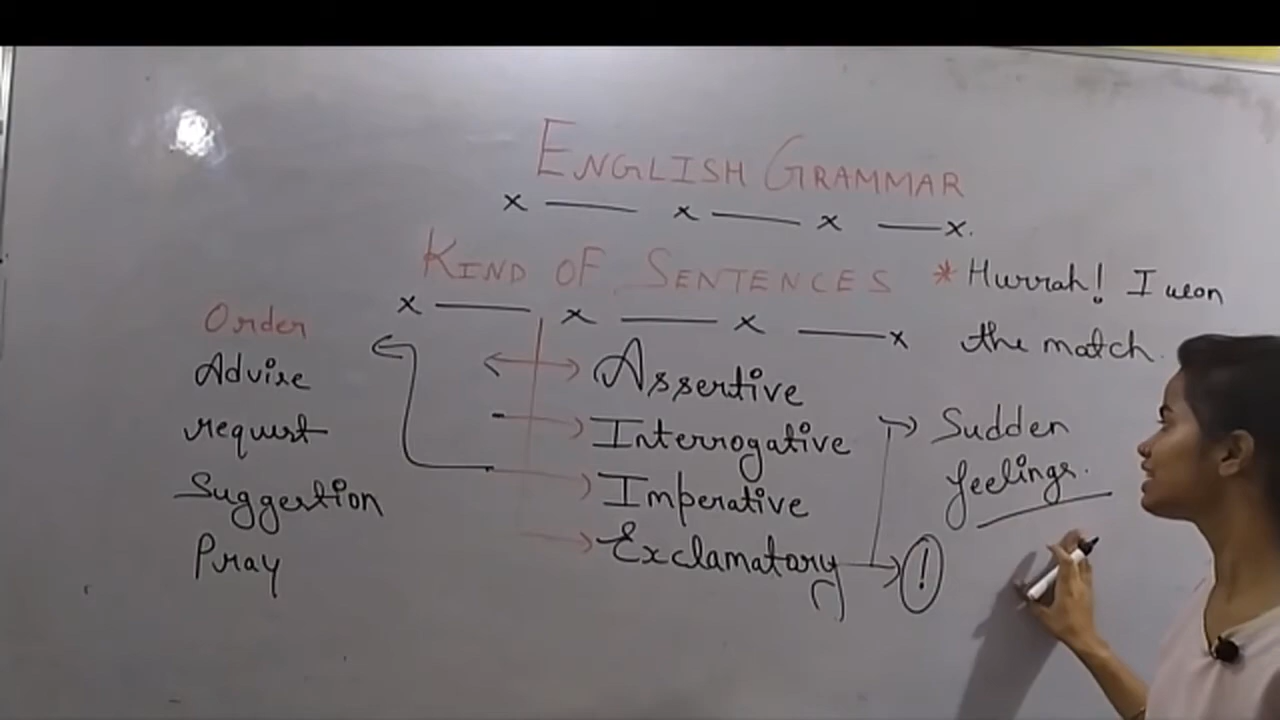 ENGLISH GRAMMAR
x — x — x — x.
KIND OF SENTENCES
x — x — x — x
* Hurrah! I won
the match.
Order
Advise
request
Suggestion
Pray
Assertive
Interrogative
Imperative
Exclamatory
Sudden
feelings.
!